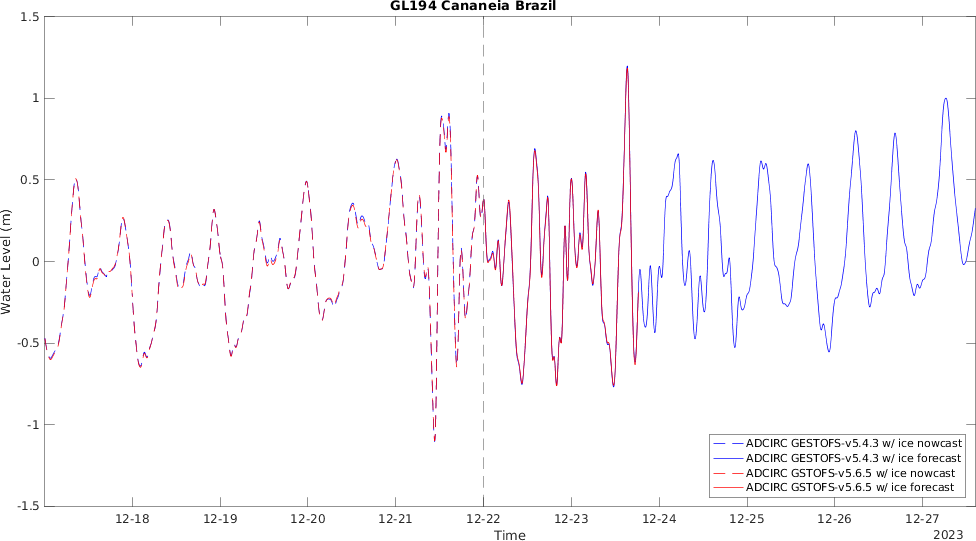 GL194 Cananeia Brazil
1.5
1
0.5
0
-0.5
-1
-1.5
Water Level (m)
ADCIRC GESTOFS-v5.4.3 w/ ice nowcast
ADCIRC GESTOFS-v5.4.3 w/ ice forecast
ADCIRC GSTOFS-v5.6.5 w/ ice nowcast
ADCIRC GSTOFS-v5.6.5 w/ ice forecast
12-18 12-19 12-20 12-21 12-22 12-23 12-24 12-25 12-26 12-27
Time
2023